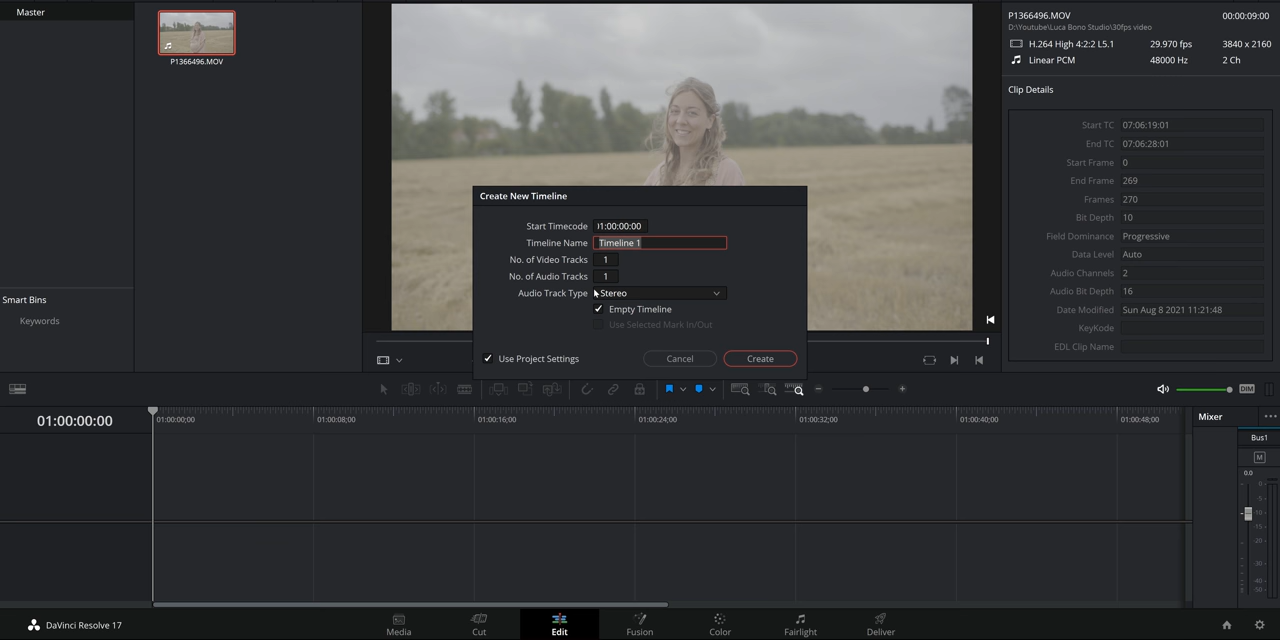 Master
P1366496.MOV
P1366496.MOV 00:00:09:00
D:\Youtube\Luca Bono Studio\30fps video
H.264 High 4:2:2 L5.1 29.970 fps 3840 x 2160
Linear PCM 48000 Hz 2 Ch
Clip Details
Start TC 07:06:19:01
End TC 07:06:28:01
Start Frame 0
End Frame 269
Frames 270
Bit Depth 10
Field Dominance Progressive
Data Level Auto
Audio Channels 2
Audio Bit Depth 16
Date Modified Sun Aug 8 2021 11:21:48
KeyKode
EDL Clip Name
Smart Bins
Keywords
Create New Timeline
Start Timecode 01:00:00:00
Timeline Name Timeline 1
No. of Video Tracks 1
No. of Audio Tracks 1
Audio Track Type Stereo
Empty Timeline
Use Selected Mark In/Out
Use Project Settings Cancel Create
DIM
01:00:00:00
01:00:00;00 01:00:08;00 01:00:16;00 01:00:24;00 01:00:32;00 01:00:40;00 01:00:48;00
Mixer
Bus1
M
0.0
0
-5
-10
-15
-20
-30
-40
-50
DaVinci Resolve 17
Media Cut Edit Fusion Color Fairlight Deliver